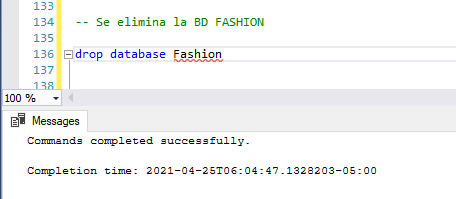 133
134 -- Se elimina la BD FASHION
135
136 drop database Fashion
137
138
100 %
Messages
Commands completed successfully.
Completion time: 2021-04-25T06:04:47.1328203-05:00